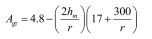 A_gr = 4.8 − (2h_m / r)(17 + 300 / r)